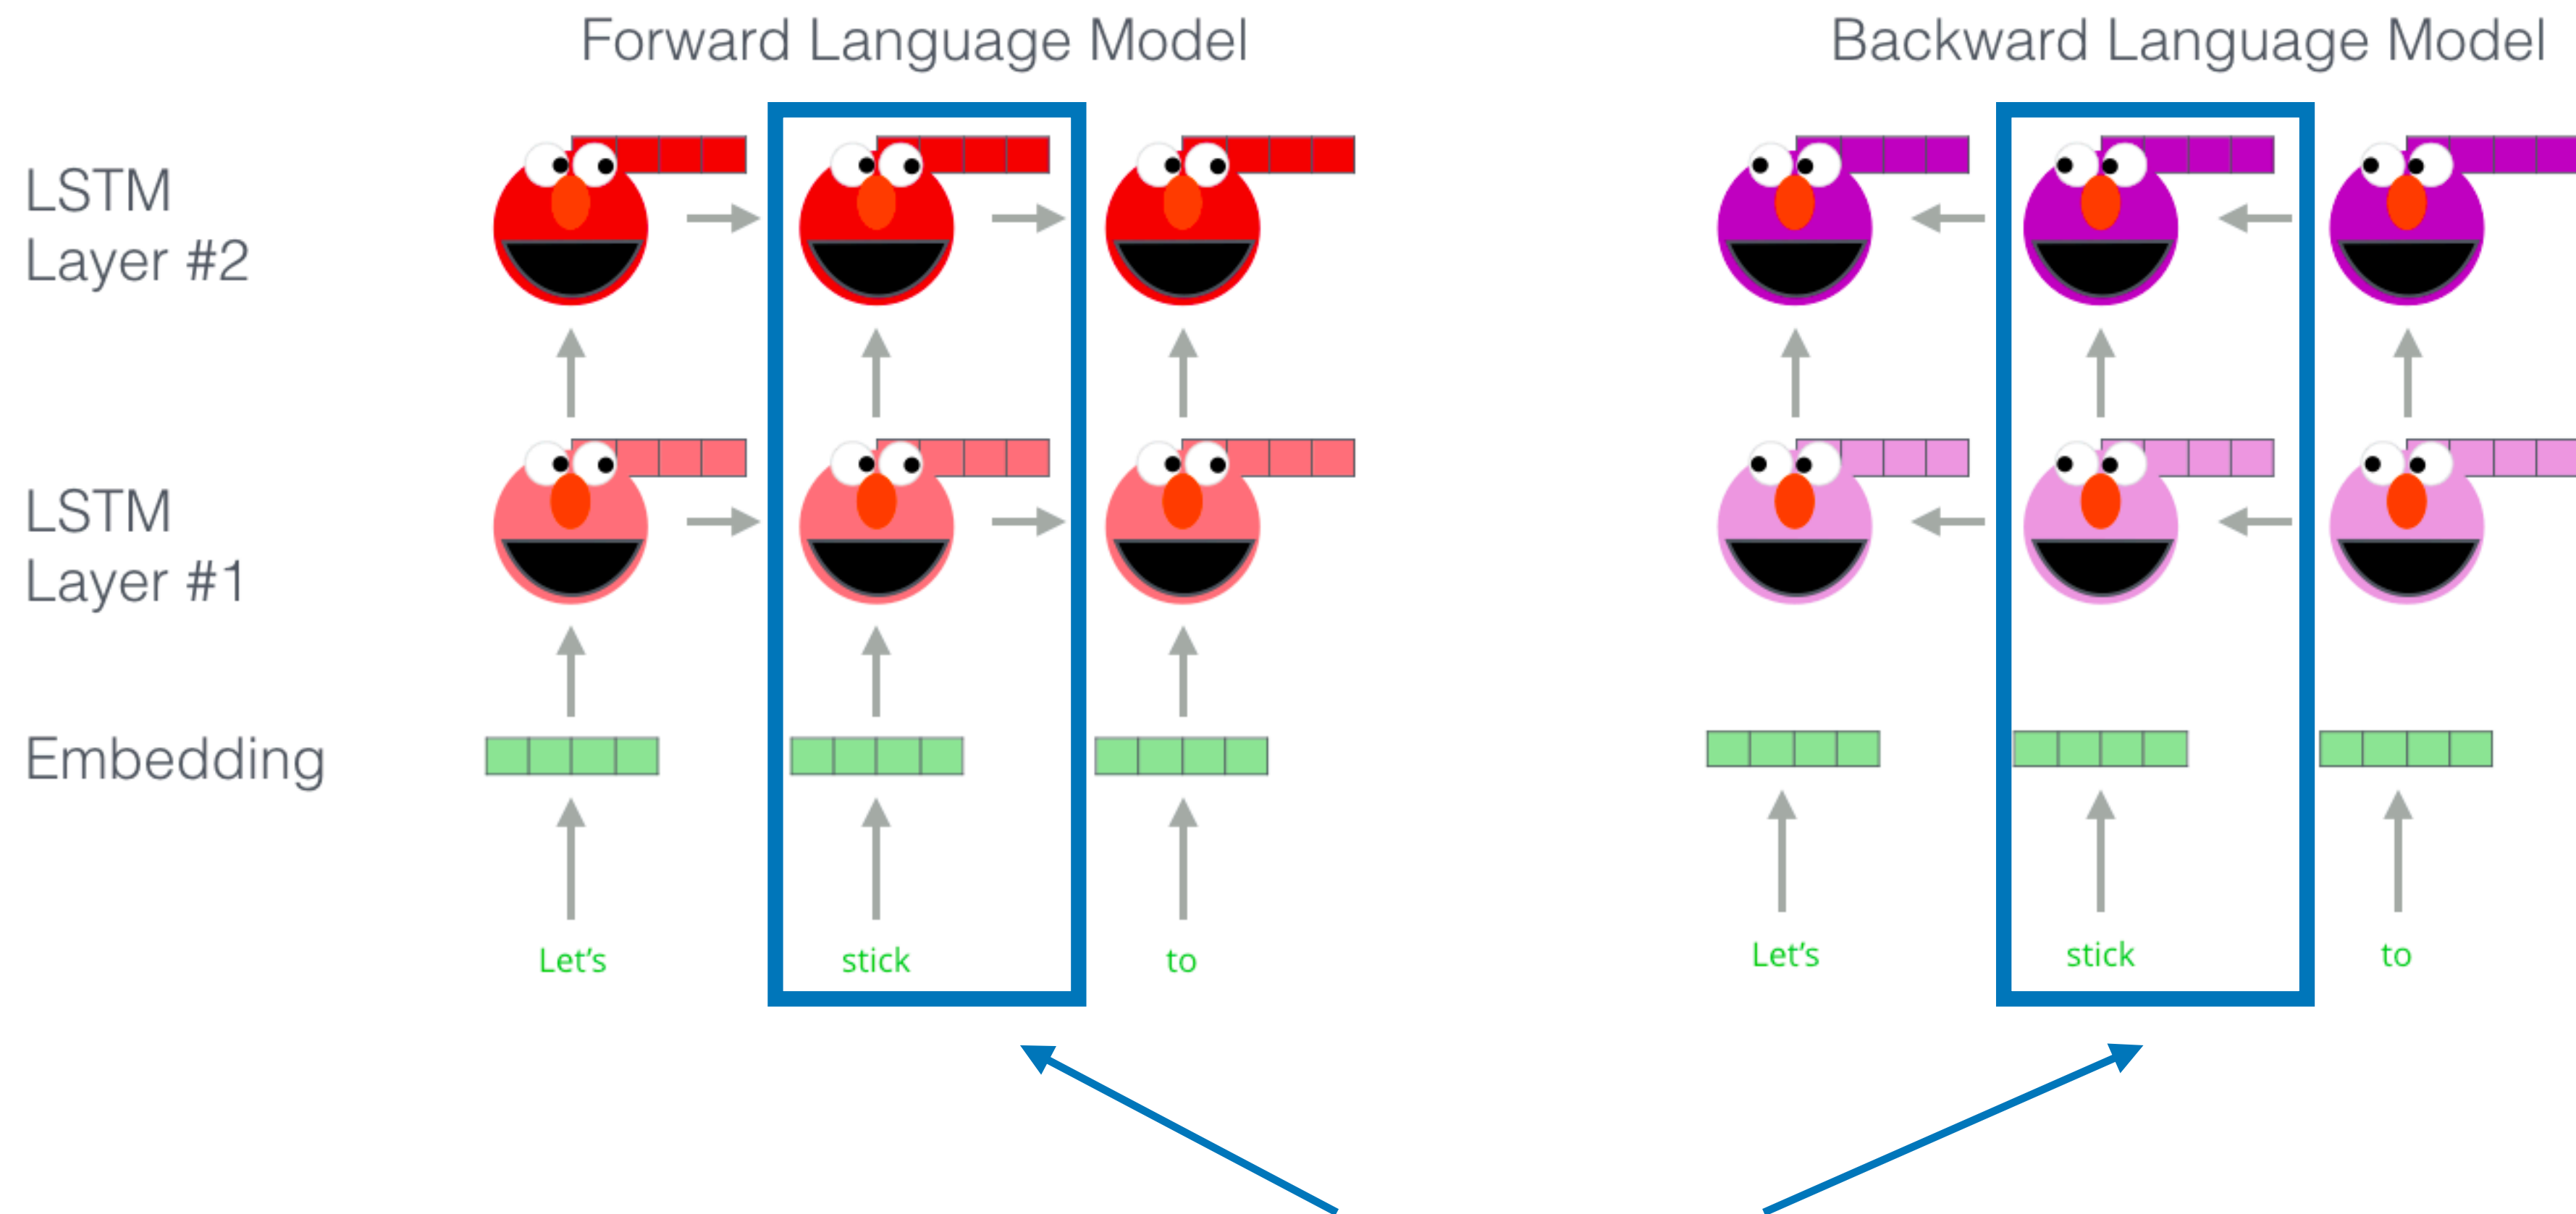 Forward Language Model
Backward Language Model
LSTM
Layer #2
LSTM
Layer #1
Embedding
Let’s stick to
Let’s stick to